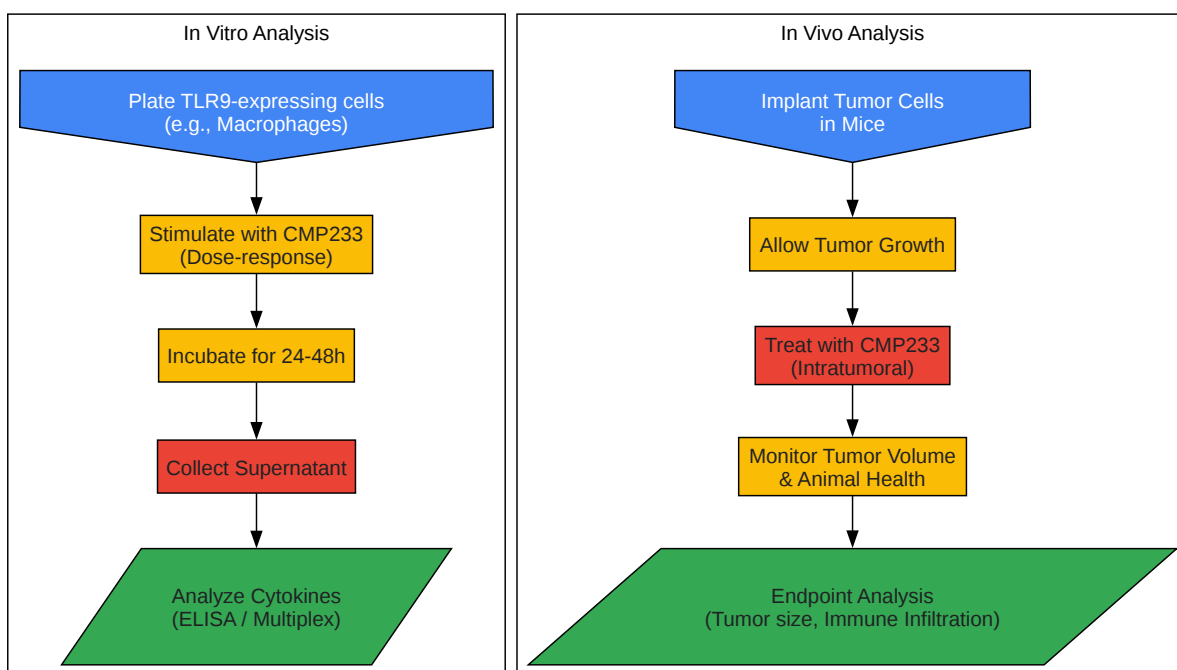 In Vitro Analysis
Plate TLR9-expressing cells
(e.g., Macrophages)
Stimulate with CMP233
(Dose-response)
Incubate for 24-48h
Collect Supernatant
Analyze Cytokines
(ELISA / Multiplex)
In Vivo Analysis
Implant Tumor Cells
in Mice
Allow Tumor Growth
Treat with CMP233
(Intratumoral)
Monitor Tumor Volume
& Animal Health
Endpoint Analysis
(Tumor size, Immune Infiltration)